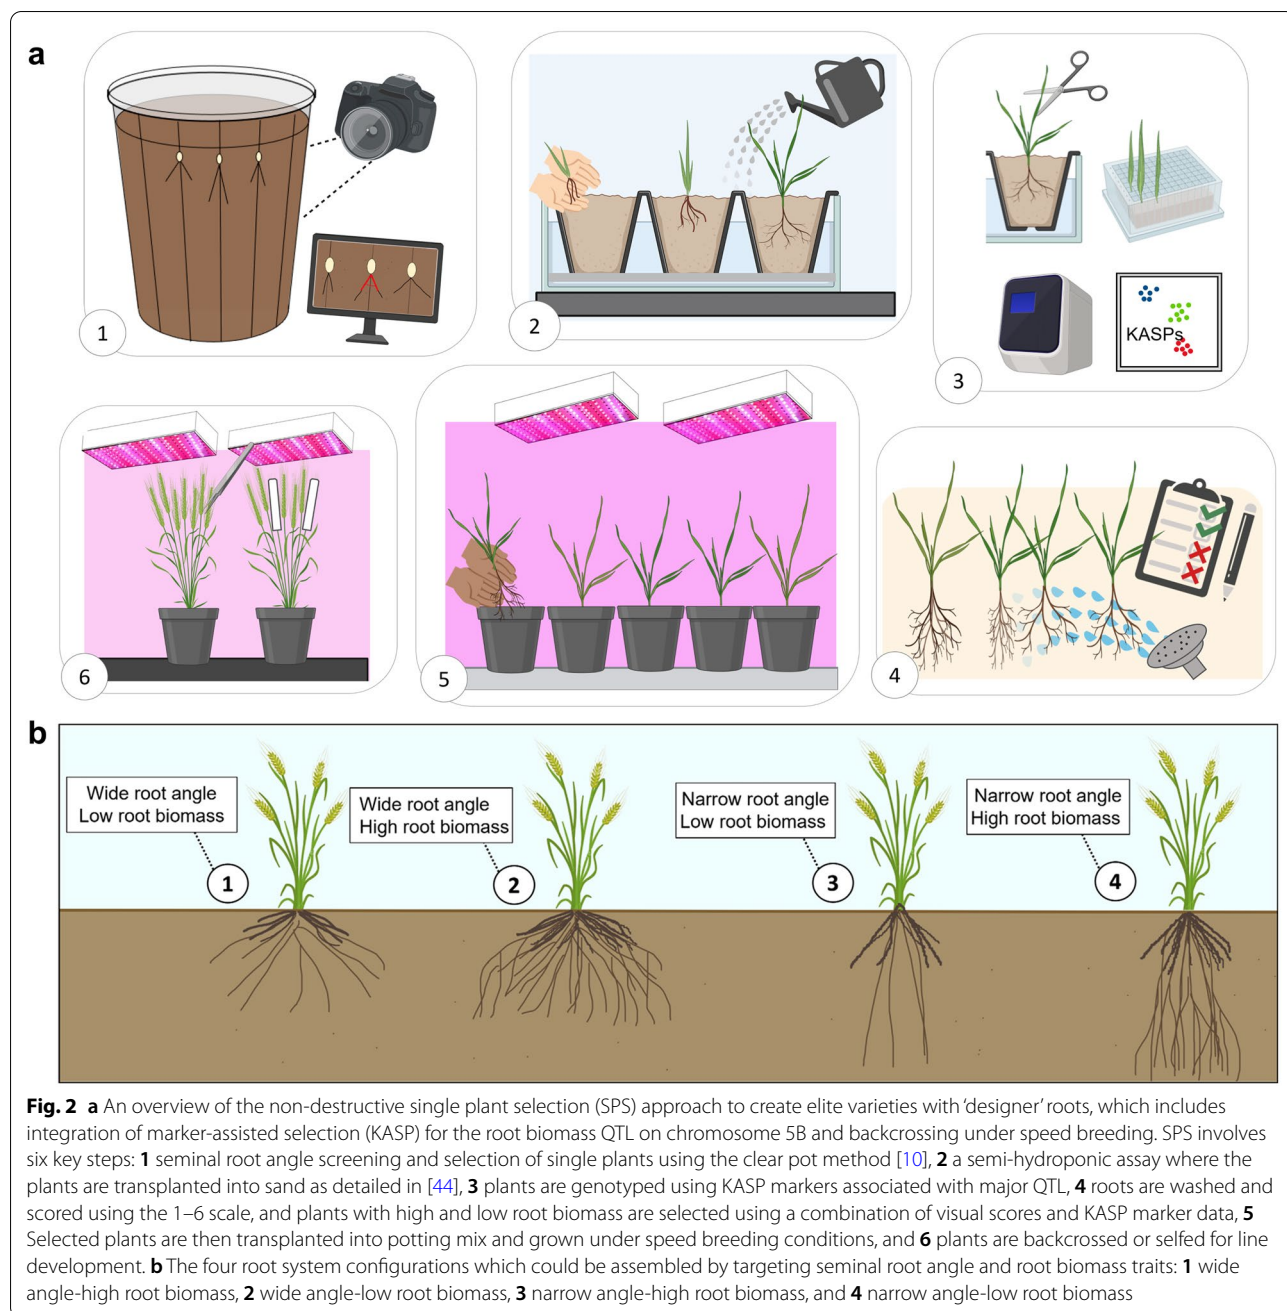 a
1
2
KASPs
3
6
5
4
b
Wide root angle
Low root biomass
Wide root angle
High root biomass
Narrow root angle
Low root biomass
Narrow root angle
High root biomass
1
2
3
4
Fig. 2 a An overview of the non-destructive single plant selection (SPS) approach to create elite varieties with ‘designer’ roots, which includes
integration of marker-assisted selection (KASP) for the root biomass QTL on chromosome 5B and backcrossing under speed breeding. SPS involves
six key steps: 1 seminal root angle screening and selection of single plants using the clear pot method [10], 2 a semi-hydroponic assay where the
plants are transplanted into sand as detailed in [44], 3 plants are genotyped using KASP markers associated with major QTL, 4 roots are washed and
scored using the 1–6 scale, and plants with high and low root biomass are selected using a combination of visual scores and KASP marker data, 5
Selected plants are then transplanted into potting mix and grown under speed breeding conditions, and 6 plants are backcrossed or selfed for line
development. b The four root system configurations which could be assembled by targeting seminal root angle and root biomass traits: 1 wide
angle-high root biomass, 2 wide angle-low root biomass, 3 narrow angle-high root biomass, and 4 narrow angle-low root biomass